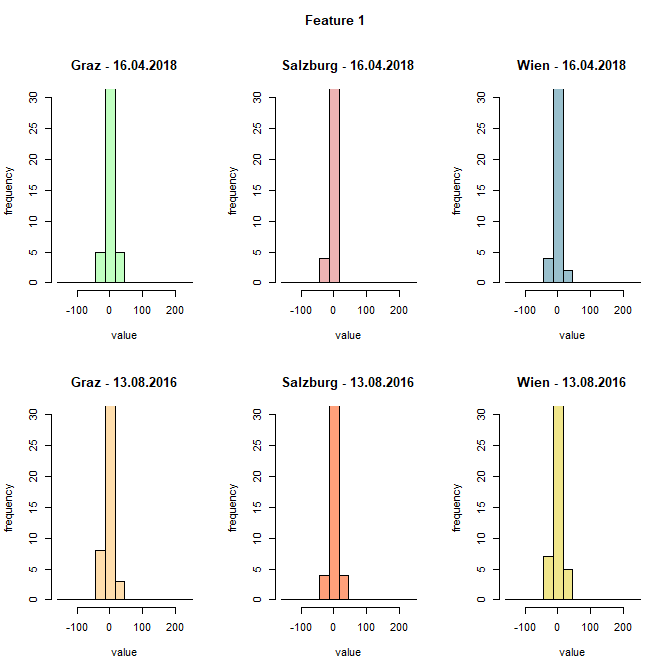 Feature 1
Graz - 16.04.2018
Salzburg - 16.04.2018
Wien - 16.04.2018
frequency
0 5 10 15 20 25 30
-100 0 100 200
value
frequency
0 5 10 15 20 25 30
-100 0 100 200
value
frequency
0 5 10 15 20 25 30
-100 0 100 200
value
Graz - 13.08.2016
Salzburg - 13.08.2016
Wien - 13.08.2016
frequency
0 5 10 15 20 25 30
-100 0 100 200
value
frequency
0 5 10 15 20 25 30
-100 0 100 200
value
frequency
0 5 10 15 20 25 30
-100 0 100 200
value